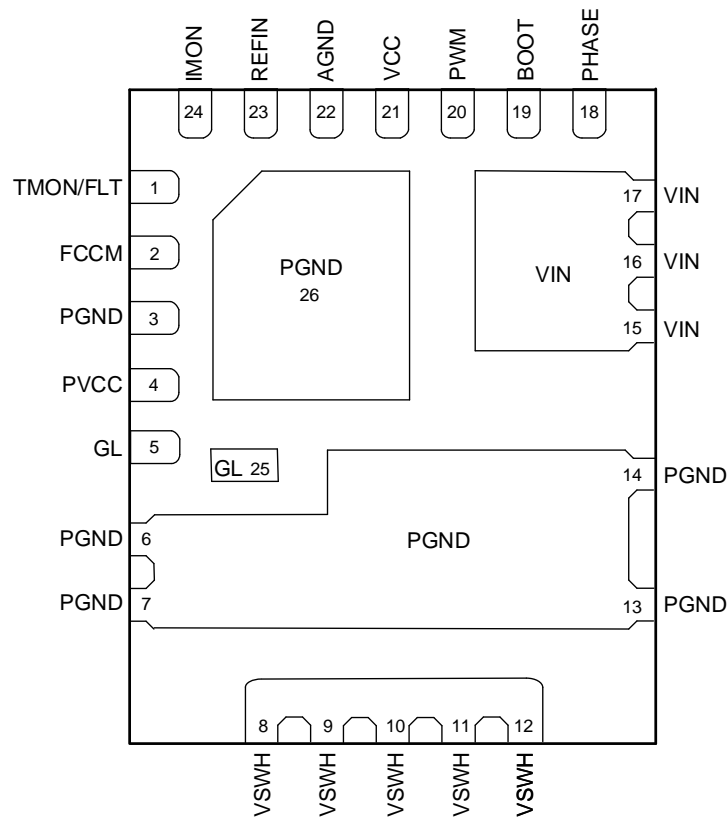 IMON
REFIN
AGND
VCC
PWM
BOOT
PHASE
24
23
22
21
20
19
18
TMON/FLT
1
FCCM
2
PGND
3
PVCC
4
GL
5
PGND
6
PGND
7
PGND
26
VIN
17
VIN
16
VIN
15
VIN
GL 25
PGND
14
PGND
13
PGND
8
9
10
11
12
VSWH
VSWH
VSWH
VSWH
VSWH